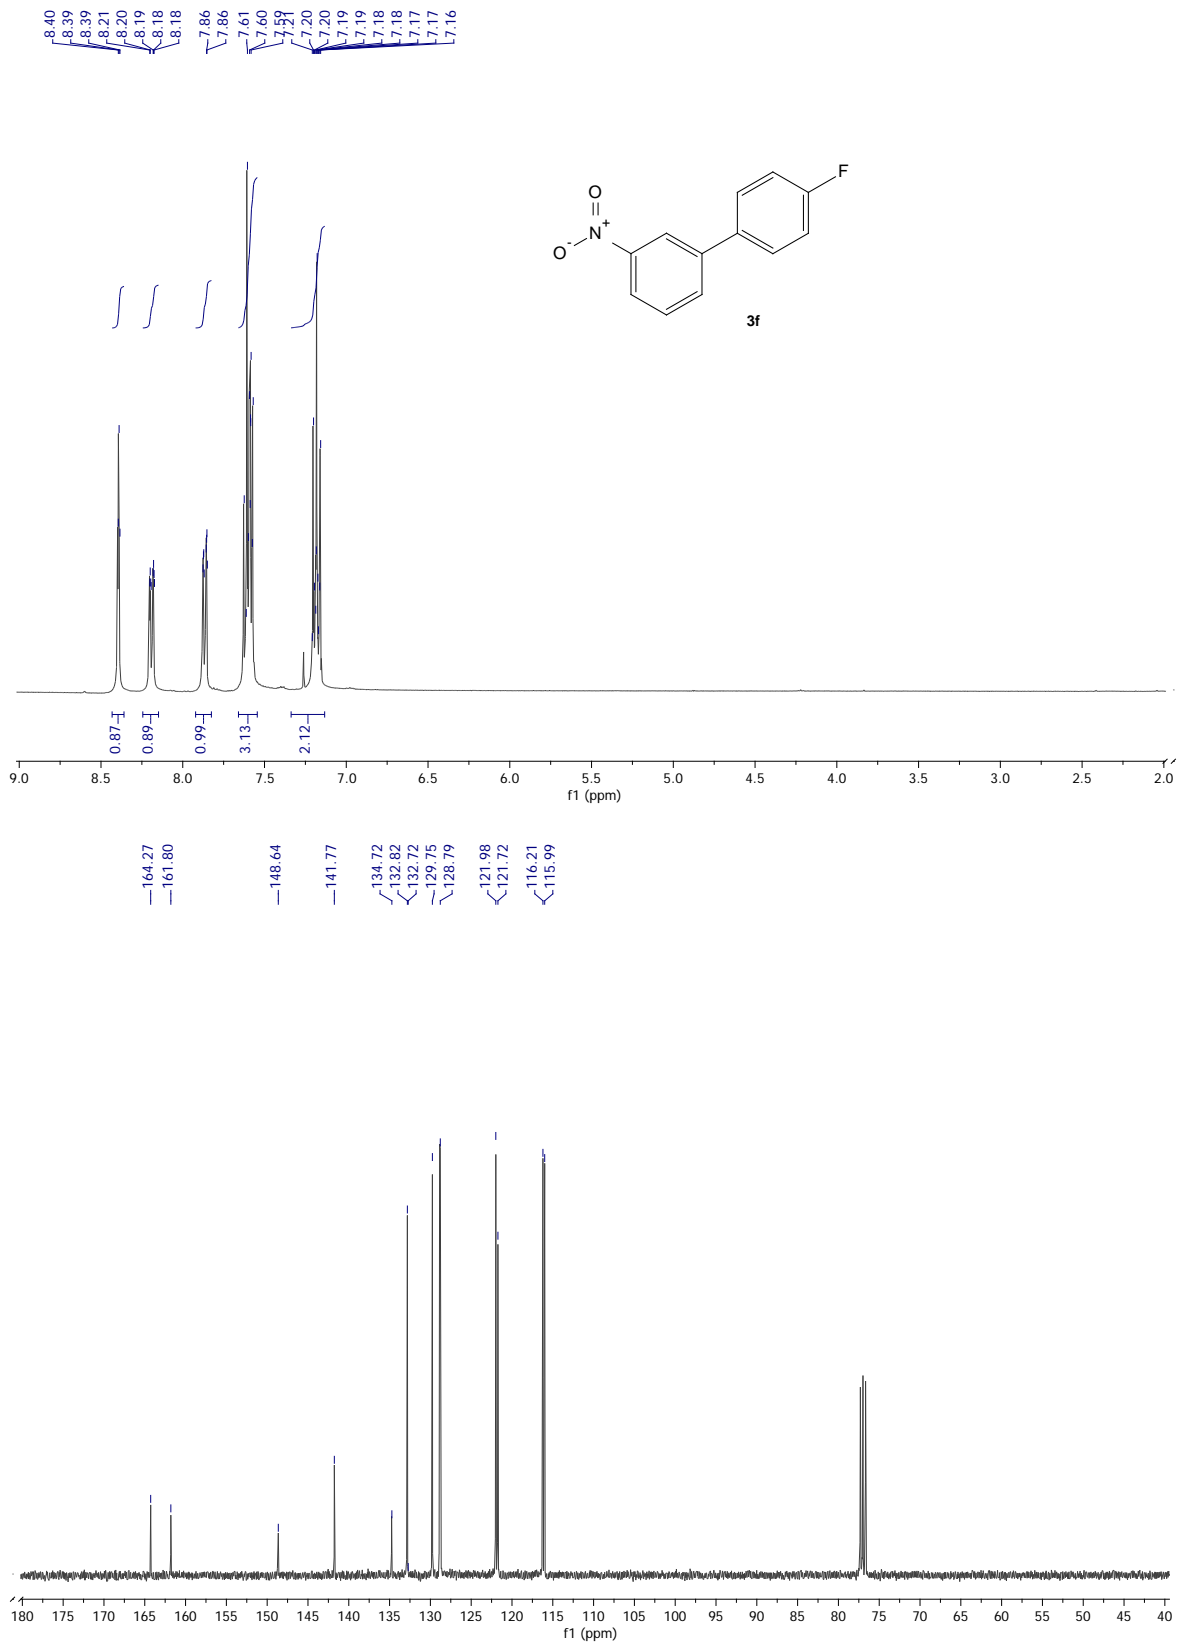 8.40 8.39 8.39 8.21 8.20 8.19 8.18 8.18 7.86 7.86 7.61 7.60 7.59 7.21 7.20 7.20 7.19 7.19 7.18 7.18 7.17 7.17 7.16
F
O
N+
O-
3f
0.87 0.89 0.99 3.13 2.12
9.0 8.5 8.0 7.5 7.0 6.5 6.0 5.5 5.0 4.5 4.0 3.5 3.0 2.5 2.0
f1 (ppm)
164.27 161.80 148.64 141.77 134.72 132.82 132.72 129.75 128.79 121.98 121.72 116.21 115.99
180 175 170 165 160 155 150 145 140 135 130 125 120 115 110 105 100 95 90 85 80 75 70 65 60 55 50 45 40
f1 (ppm)